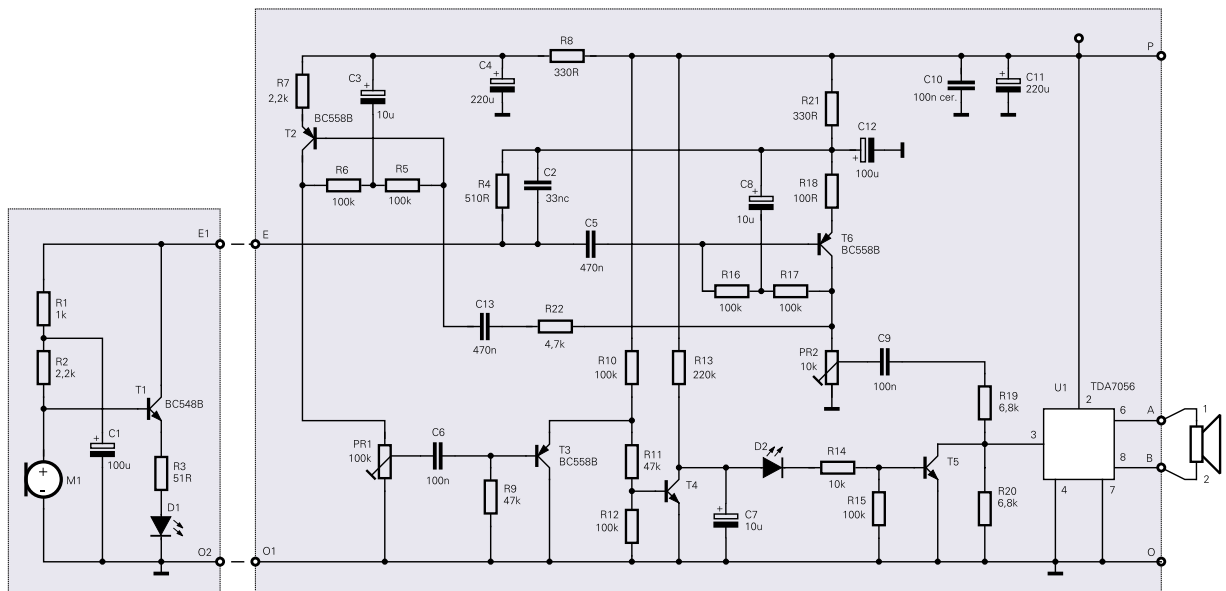 R8
330R
P
R7
2,2k
C3
+
10u
C4
+
220u
C10
100n cer.
C11
+
220u
R21
330R
T2
BC558B
C12
+
100u
R6
100k
R5
100k
R4
510R
C2
33nc
C8
+
10u
R18
100R
E1
E
C5
470n
T6
BC558B
R16
100k
R17
100k
R1
1k
C13
470n
R22
4,7k
R2
2,2k
R10
100k
R13
220k
PR2
10k
C9
100n
T1
BC548B
R19
6,8k
U1
TDA7056
2
6
A
1
C1
+
100u
PR1
100k
C6
100n
T3
BC558B
R11
47k
D2
3
M1
+
-
R3
51R
R9
47k
T4
R14
10k
T5
8
B
2
D1
R12
100k
C7
+
10u
R15
100k
R20
6,8k
4
7
O2
O1
O